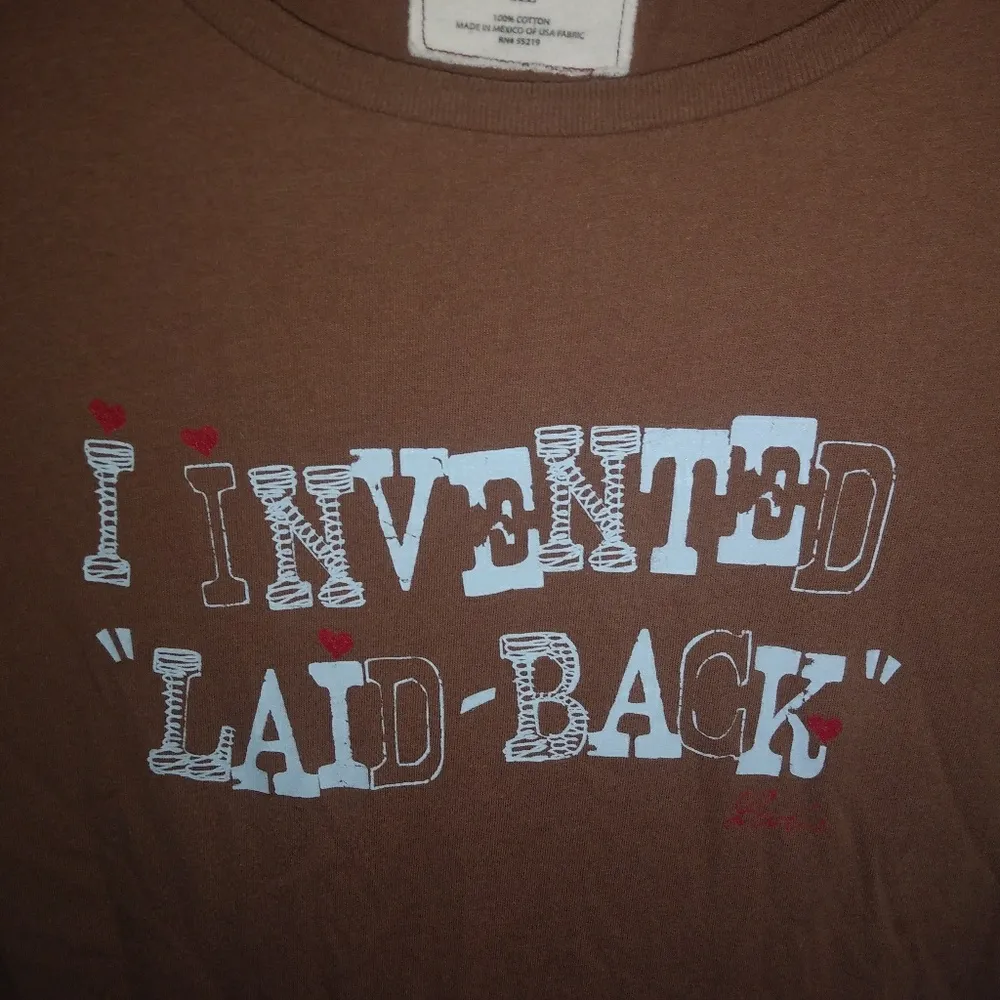 100% COTTON
MADE IN MEXICO OF USA FABRIC
RN# 55219
I INVENTED
"LAID-BACK"